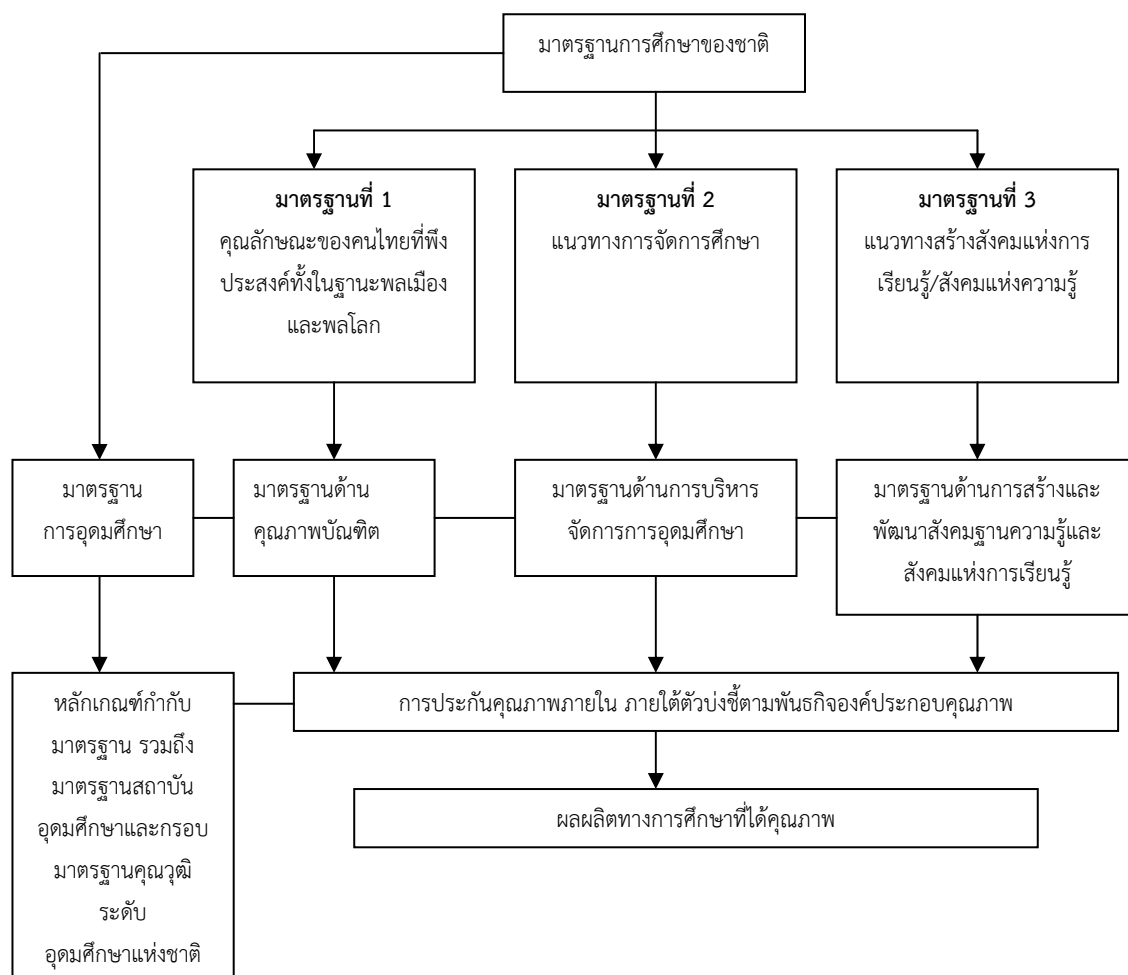 มาตรฐานการศึกษาของชาติ
มาตรฐานที่ 1
คุณลักษณะของคนไทยที่พึง
ประสงค์ทั้งในฐานะพลเมือง
และพลโลก
มาตรฐานที่ 2
แนวทางการจัดการศึกษา
มาตรฐานที่ 3
แนวทางสร้างสังคมแห่งการ
เรียนรู้/สังคมแห่งความรู้
มาตรฐาน
การอุดมศึกษา
มาตรฐานด้าน
คุณภาพบัณฑิต
มาตรฐานด้านการบริหาร
จัดการการอุดมศึกษา
มาตรฐานด้านการสร้างและ
พัฒนาสังคมฐานความรู้และ
สังคมแห่งการเรียนรู้
หลักเกณฑ์กำกับ
มาตรฐาน รวมถึง
มาตรฐานสถาบัน
อุดมศึกษาและกรอบ
มาตรฐานคุณวุฒิ
ระดับ
อุดมศึกษาแห่งชาติ
การประกันคุณภาพภายใน ภายใต้ตัวบ่งชี้ตามพันธกิจองค์ประกอบคุณภาพ
ผลผลิตทางการศึกษาที่ได้คุณภาพ